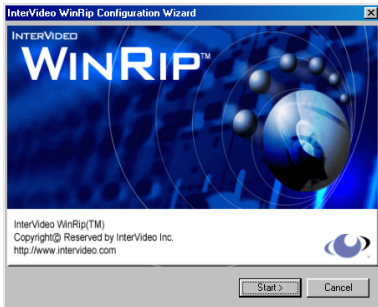 InterVideo WinRip Configuration Wizard
INTERVIDEO
WINRIP™
InterVideo WinRip(TM)
Copyright© Reserved by InterVideo Inc.
http://www.intervideo.com
Start >
Cancel